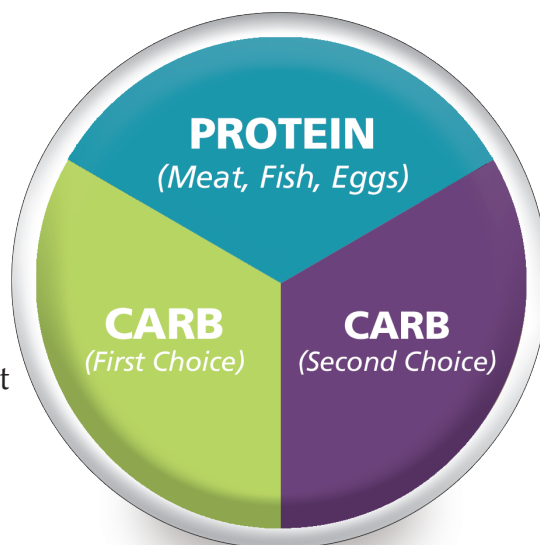 PROTEIN
(Meat, Fish, Eggs)
CARB
(First Choice)
CARB
(Second Choice)
t